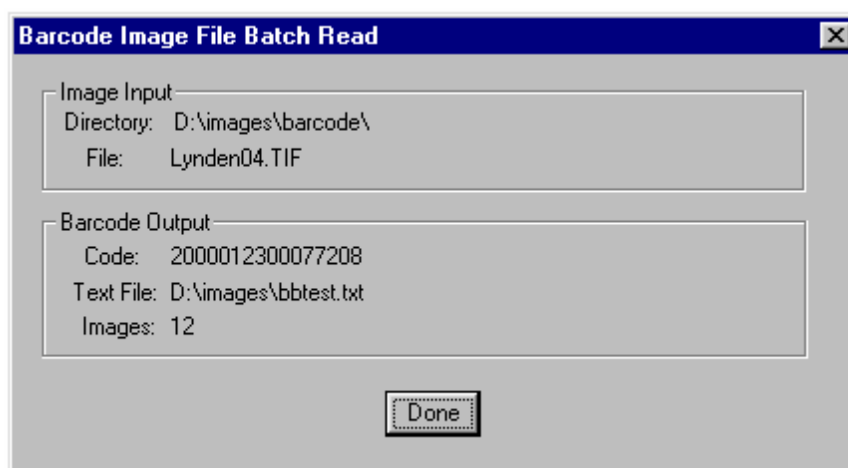 Barcode Image File Batch Read
Image Input
Directory: D:\images\barcode\
File: Lynden04.TIF
Barcode Output
Code: 2000012300077208
Text File: D:\images\bbtest.txt
Images: 12
Done